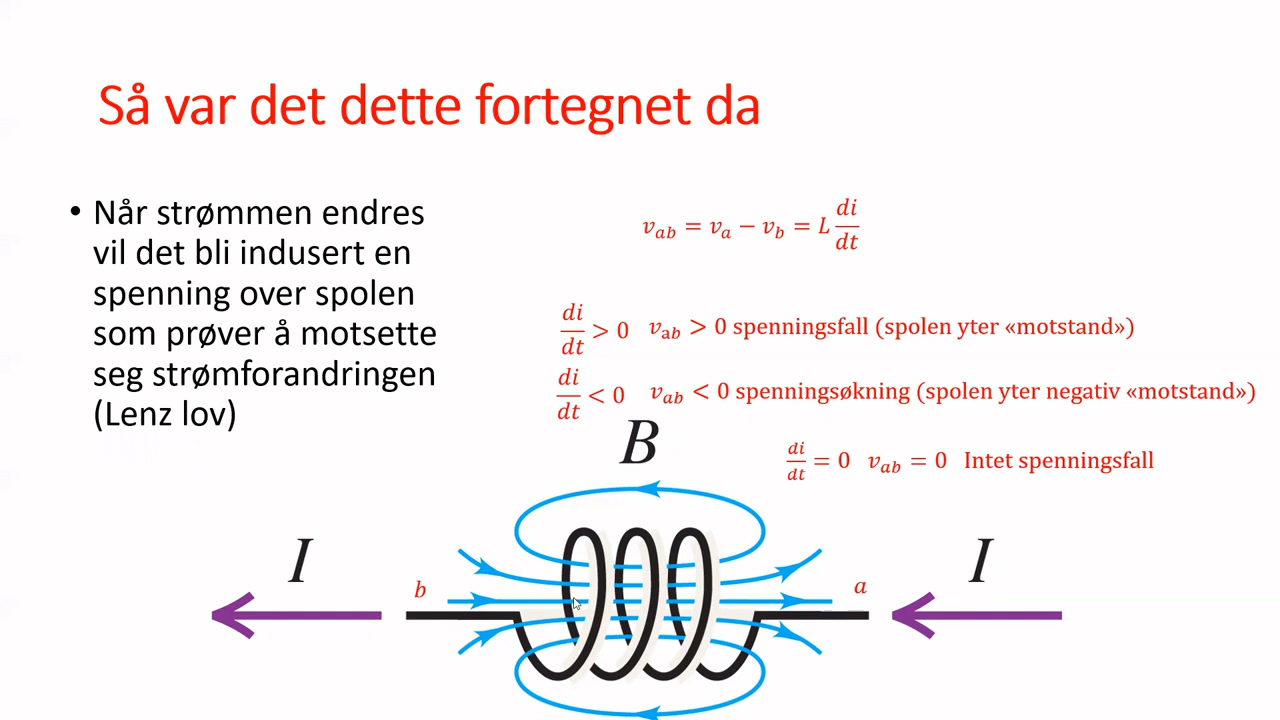 Så var det dette fortegnet da
• Når strømmen endres
vil det bli indusert en
spenning over spolen
som prøver å motsette
seg strømforandringen
(Lenz lov)
v_ab = v_a − v_b = L di/dt
di/dt > 0 v_ab > 0 spenningsfall (spolen yter «motstand»)
di/dt < 0 v_ab < 0 spenningsøkning (spolen yter negativ «motstand»)
di/dt = 0 v_ab = 0 Intet spenningsfall
B
I
b
a
I